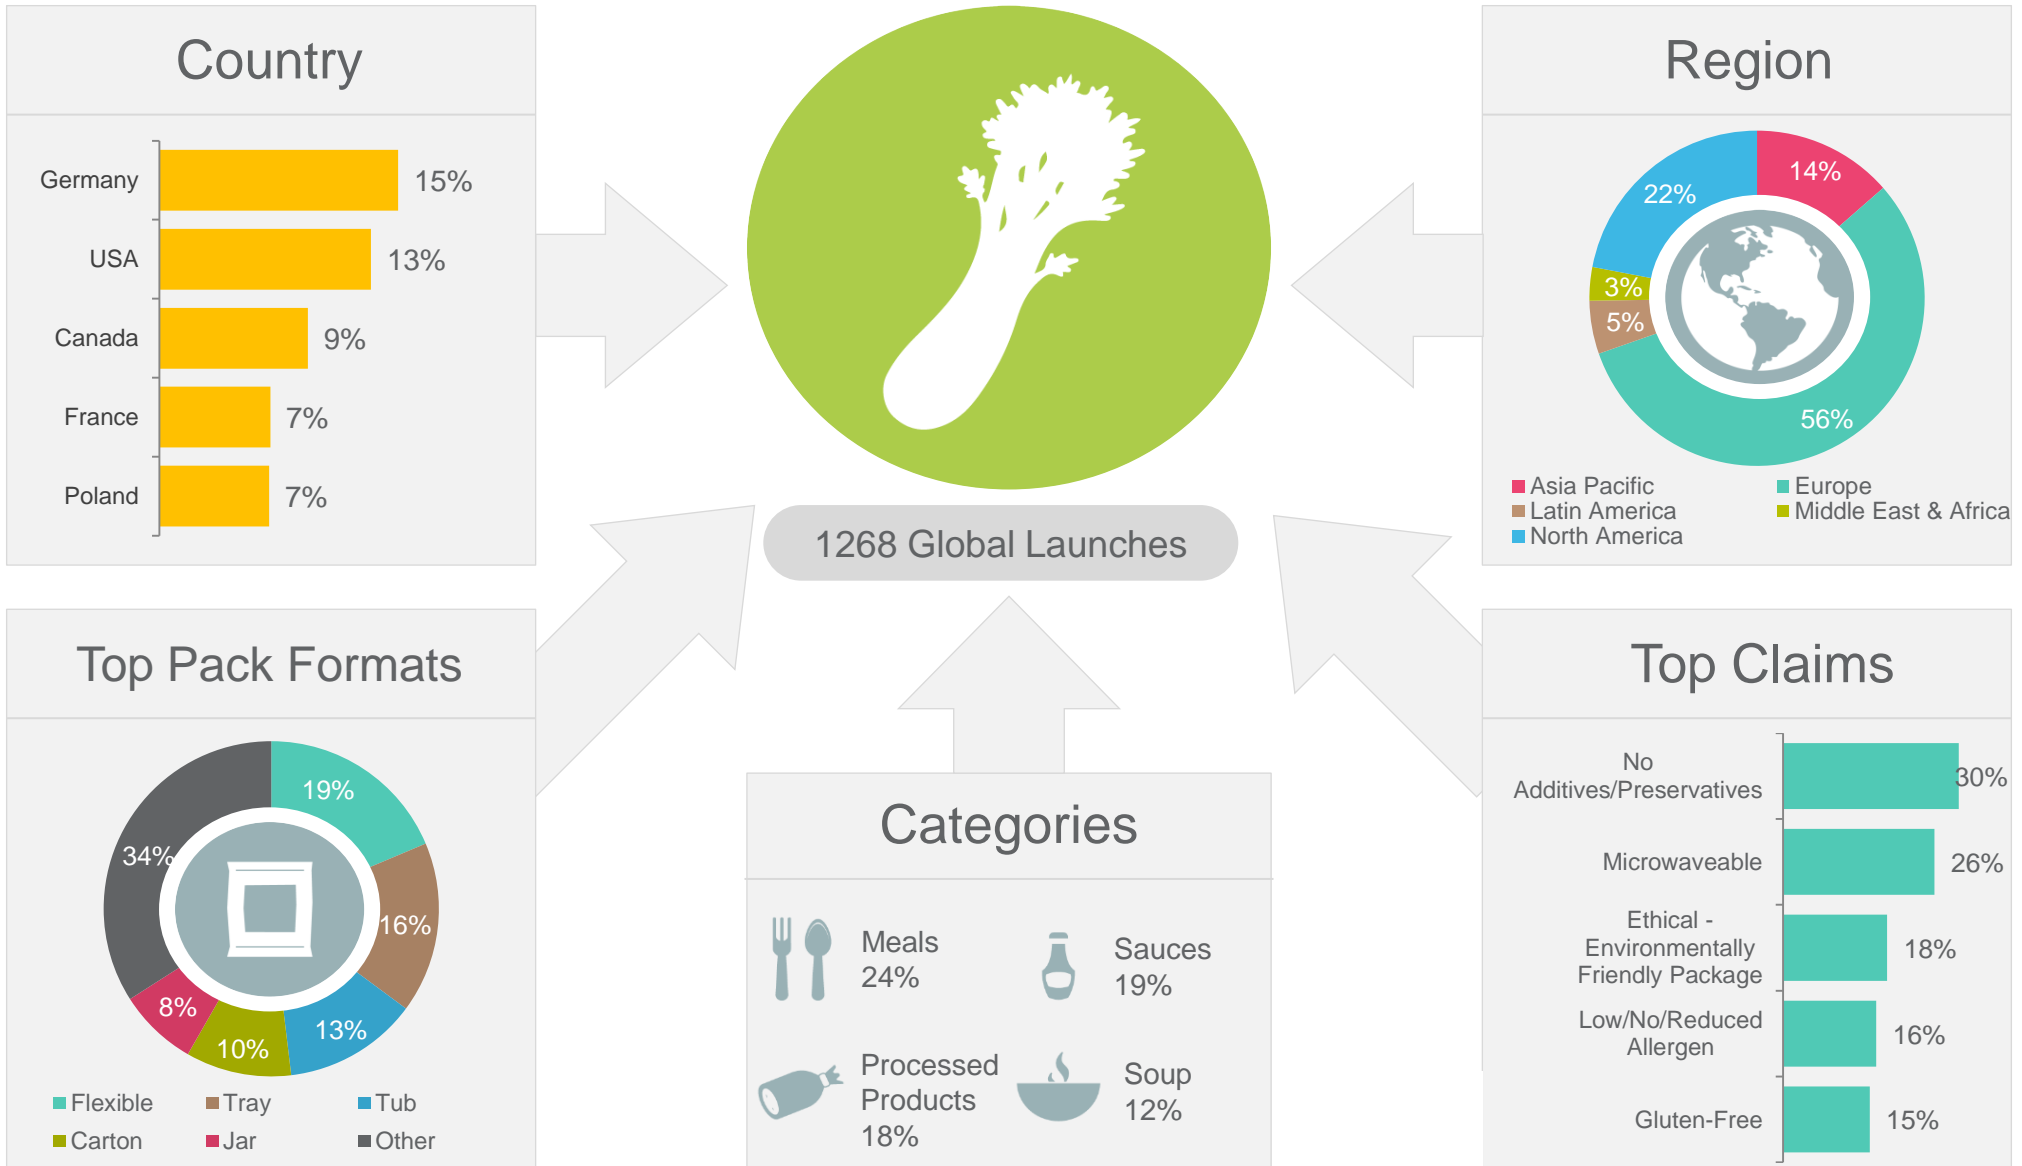 Country
Germany
15%
USA
13%
Canada
9%
France
7%
Poland
7%
1268 Global Launches
Region
14%
22%
3%
5%
56%
Asia Pacific
Europe
Latin America
Middle East & Africa
North America
Top Pack Formats
19%
34%
16%
8%
13%
10%
Flexible
Tray
Tub
Carton
Jar
Other
Categories
Meals
24%
Sauces
19%
Processed
Products
18%
Soup
12%
Top Claims
No
Additives/Preservatives
30%
Microwaveable
26%
Ethical -
Environmentally
Friendly Package
18%
Low/No/Reduced
Allergen
16%
Gluten-Free
15%